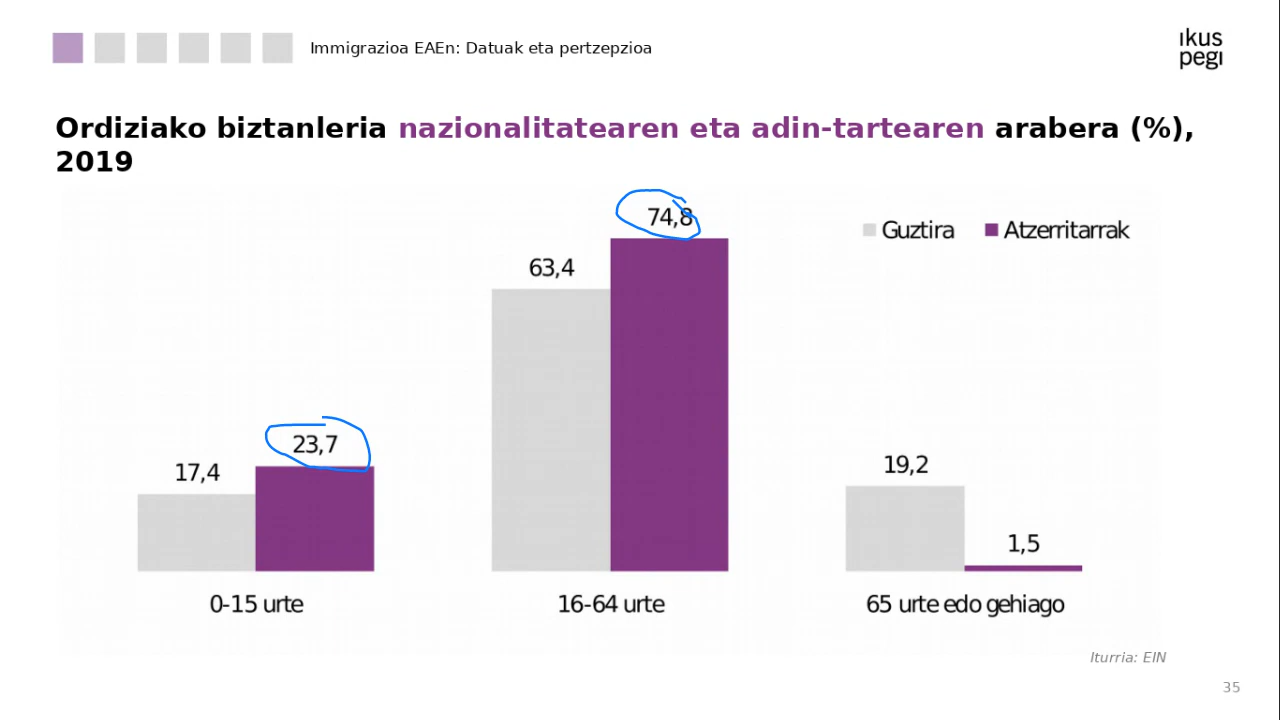 Immigrazioa EAEn: Datuak eta pertzepzioa
ikus
pegi
Ordiziako biztanleria nazionalitatearen eta adin-tartearen arabera (%),
2019
Guztira
Atzerritarrak
17,4
23,7
63,4
74,8
19,2
1,5
0-15 urte
16-64 urte
65 urte edo gehiago
Iturria: EIN
35